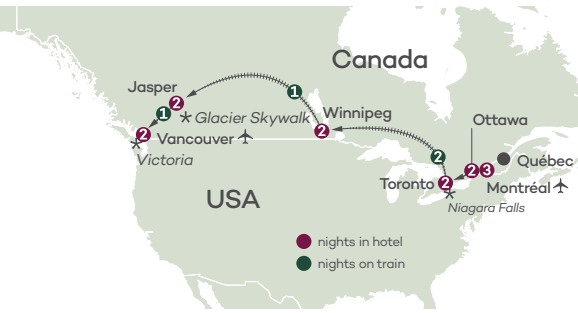 Canada
Jasper
1
2
1
Glacier Skywalk
Winnipeg
2
Ottawa
2
Vancouver
Victoria
2
Québec
2
3
Toronto
2
Montréal
Niagara Falls
USA
nights in hotel
nights on train